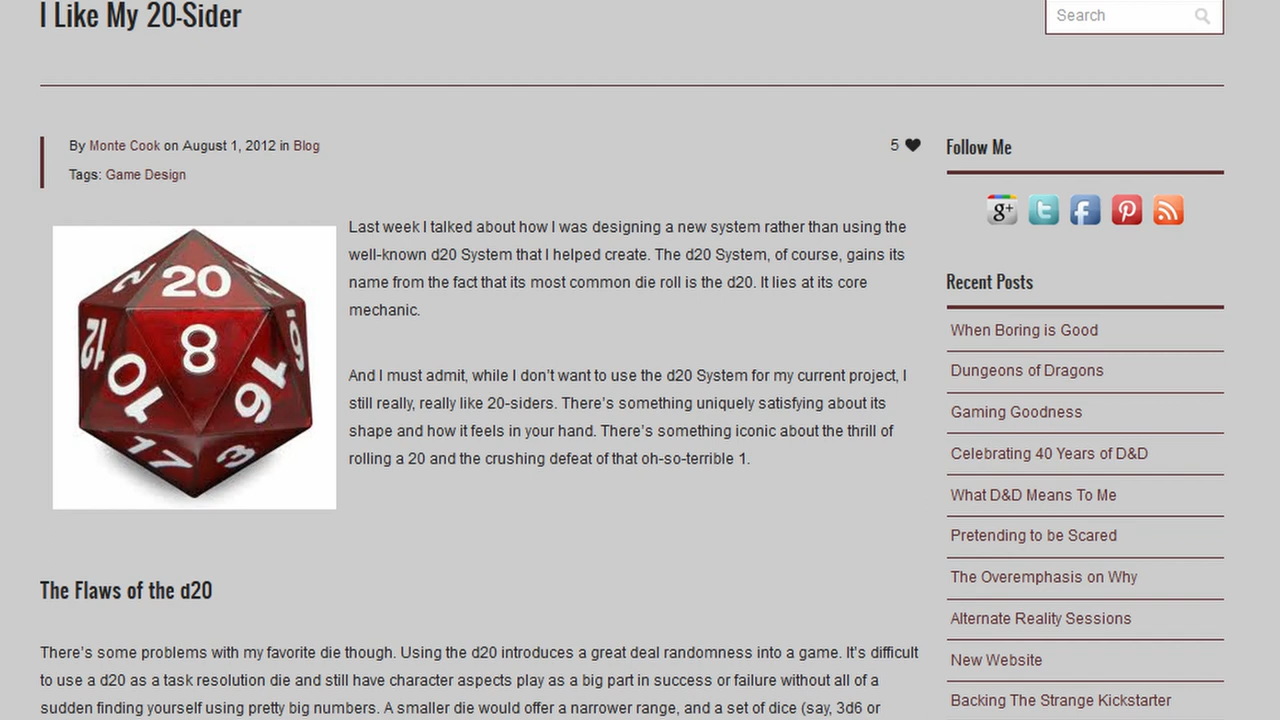 I Like My 20-Sider
Search
By Monte Cook on August 1, 2012 in Blog
5
Tags: Game Design
20
8
12
10
16
17
3
Last week I talked about how I was designing a new system rather than using the
well-known d20 System that I helped create. The d20 System, of course, gains its
name from the fact that its most common die roll is the d20. It lies at its core
mechanic.
And I must admit, while I don't want to use the d20 System for my current project, I
still really, really like 20-siders. There's something uniquely satisfying about its
shape and how it feels in your hand. There's something iconic about the thrill of
rolling a 20 and the crushing defeat of that oh-so-terrible 1.
The Flaws of the d20
There's some problems with my favorite die though. Using the d20 introduces a great deal randomness into a game. It's difficult
to use a d20 as a task resolution die and still have character aspects play as a big part in success or failure without all of a
sudden finding yourself using pretty big numbers. A smaller die would offer a narrower range, and a set of dice (say, 3d6 or
Follow Me
g+ t f p
Recent Posts
When Boring is Good
Dungeons of Dragons
Gaming Goodness
Celebrating 40 Years of D&D
What D&D Means To Me
Pretending to be Scared
The Overemphasis on Why
Alternate Reality Sessions
New Website
Backing The Strange Kickstarter